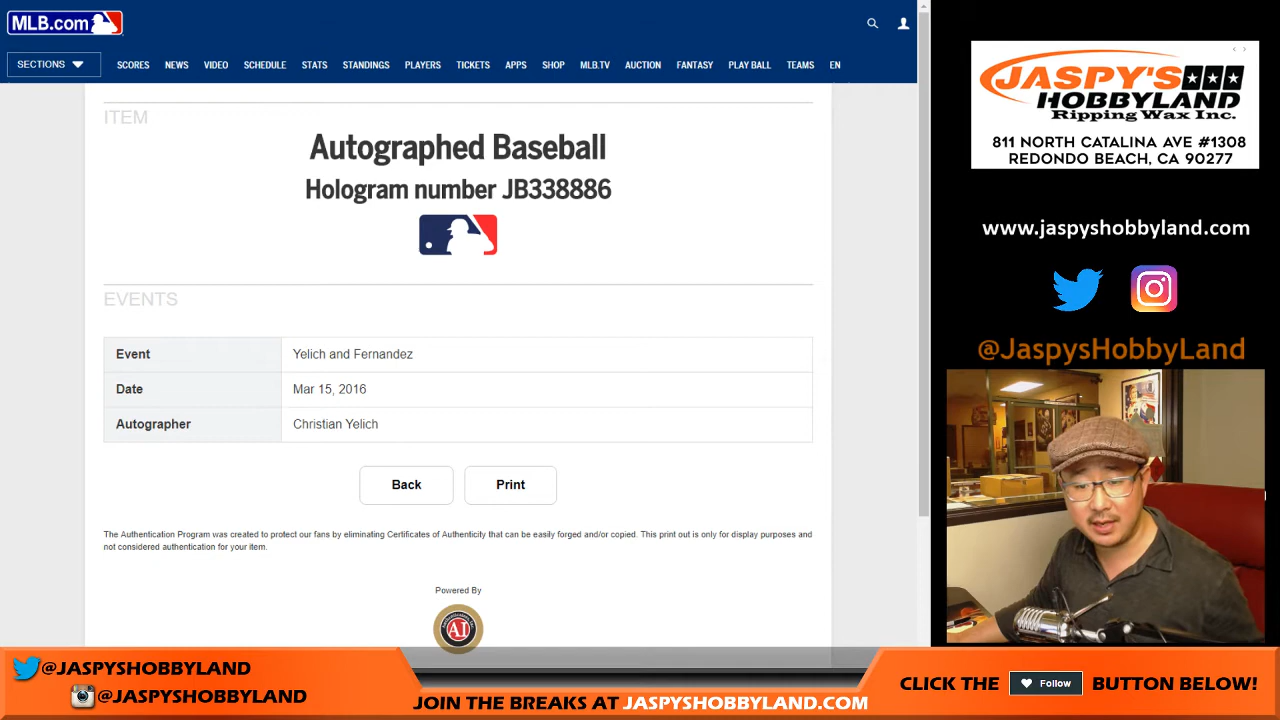 MLB.com
SECTIONS
SCORES NEWS VIDEO SCHEDULE STATS STANDINGS PLAYERS TICKETS APPS SHOP MLB.TV AUCTION FANTASY PLAY BALL TEAMS EN
ITEM
Autographed Baseball
Hologram number JB338886
EVENTS
Event Yelich and Fernandez
Date Mar 15, 2016
Autographer Christian Yelich
Back Print
The Authentication Program was created to protect our fans by eliminating Certificates of Authenticity that can be easily forged and/or copied. This print out is only for display purposes and
not considered authentication for your item.
Powered By
AI
JASPY'S
HOBBYLAND
Ripping Wax Inc.
811 NORTH CATALINA AVE #1308
REDONDO BEACH, CA 90277
www.jaspyshobbyland.com
@JaspysHobbyLand
@JASPYSHOBBYLAND
@JASPYSHOBBYLAND
JOIN THE BREAKS AT JASPYSHOBBYLAND.COM
CLICK THE Follow BUTTON BELOW!